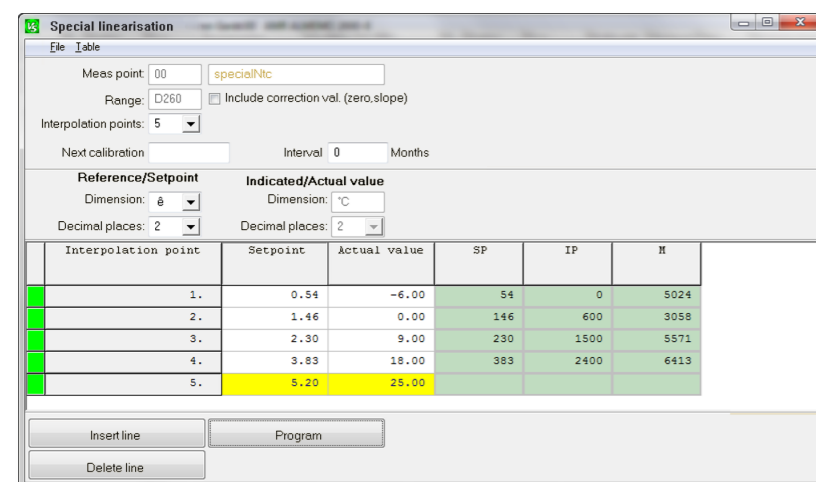 Special linearisation
File Table
Meas point: 00 specialNtc
Range: D260 Include correction val. (zero,slope)
Interpolation points: 5
Next calibration Interval 0 Months
Reference/Setpoint Indicated/Actual value
Dimension: ê Dimension: °C
Decimal places: 2 Decimal places: 2
Interpolation point Setpoint Actual value SP IP M
1. 0.54 -6.00 54 0 5024
2. 1.46 0.00 146 600 3058
3. 2.30 9.00 230 1500 5571
4. 3.83 18.00 383 2400 6413
5. 5.20 25.00
Insert line Program
Delete line